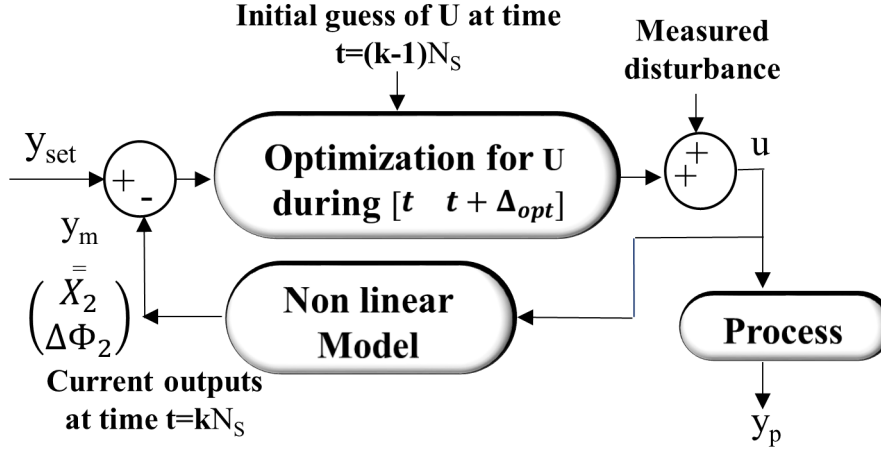 Initial guess of U at time
t=(k-1)N_S
Measured
disturbance
y_set
+
-
Optimization for U
during [t t + Δ_opt]
+
+
u
y_m
=
(X̄_2
ΔΦ_2)
Non linear
Model
Process
Current outputs
at time t=kN_S
y_p